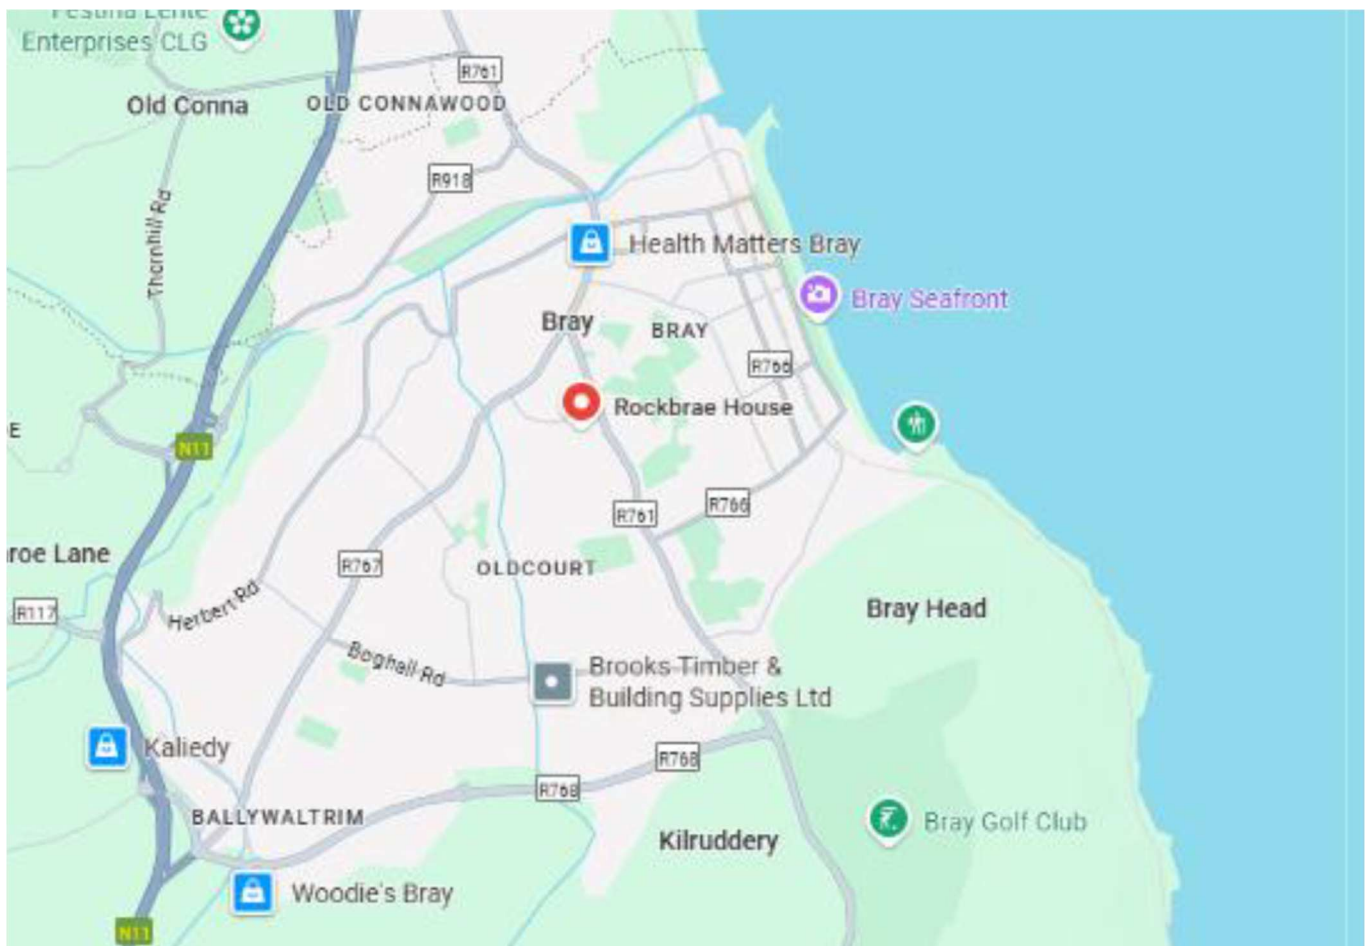 Festina Lente
Enterprises CLG
R761
Old Conna
OLD CONNAWOOD
R918
Thornhill Rd
Health Matters Bray
Bray Seafront
Bray
BRAY
R766
Rockbrae House
N11
R761
R766
roe Lane
R767
OLDCOURT
R117
Herbert Rd
Bray Head
Boghall Rd
Brooks Timber &
Building Supplies Ltd
Kaliedy
R768
R768
BALLYWALTRIM
Kilruddery
Bray Golf Club
Woodie's Bray
N11